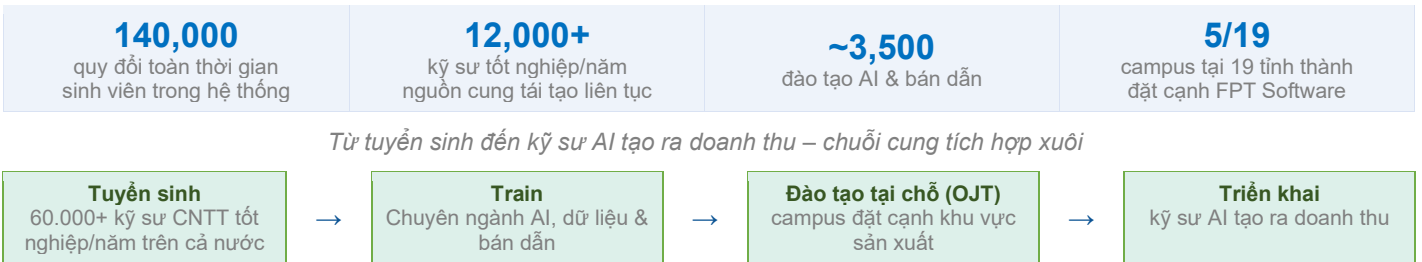 140,000
quy đổi toàn thời gian
sinh viên trong hệ thống
12,000+
kỹ sư tốt nghiệp/năm
nguồn cung tái tạo liên tục
~3,500
đào tạo AI & bán dẫn
5/19
campus tại 19 tỉnh thành
đặt cạnh FPT Software
Từ tuyển sinh đến kỹ sư AI tạo ra doanh thu – chuỗi cung tích hợp xuôi
Tuyển sinh
60.000+ kỹ sư CNTT tốt
nghiệp/năm trên cả nước
→
Train
Chuyên ngành AI, dữ liệu &
bán dẫn
→
Đào tạo tại chỗ (OJT)
campus đặt cạnh khu vực
sản xuất
→
Triển khai
kỹ sư AI tạo ra doanh thu